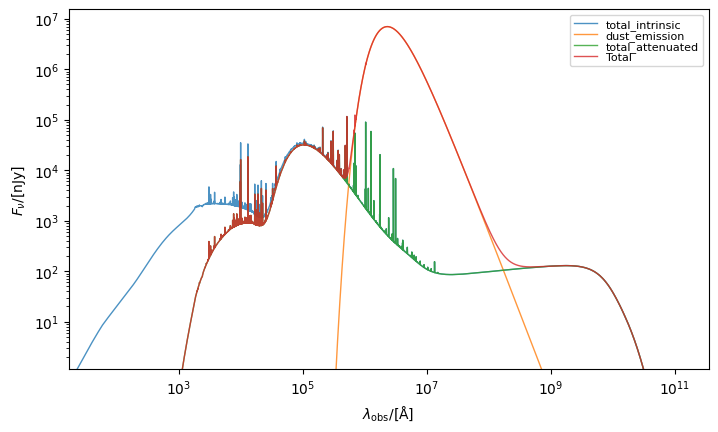 total_intrinsic
dust_emission
total_attenuated
Total
10⁷
10⁶
10⁵
10⁴
10³
10²
10¹
F_ν/[nJy]
10³ 10⁵ 10⁷ 10⁹ 10¹¹
λ_obs/[Å]